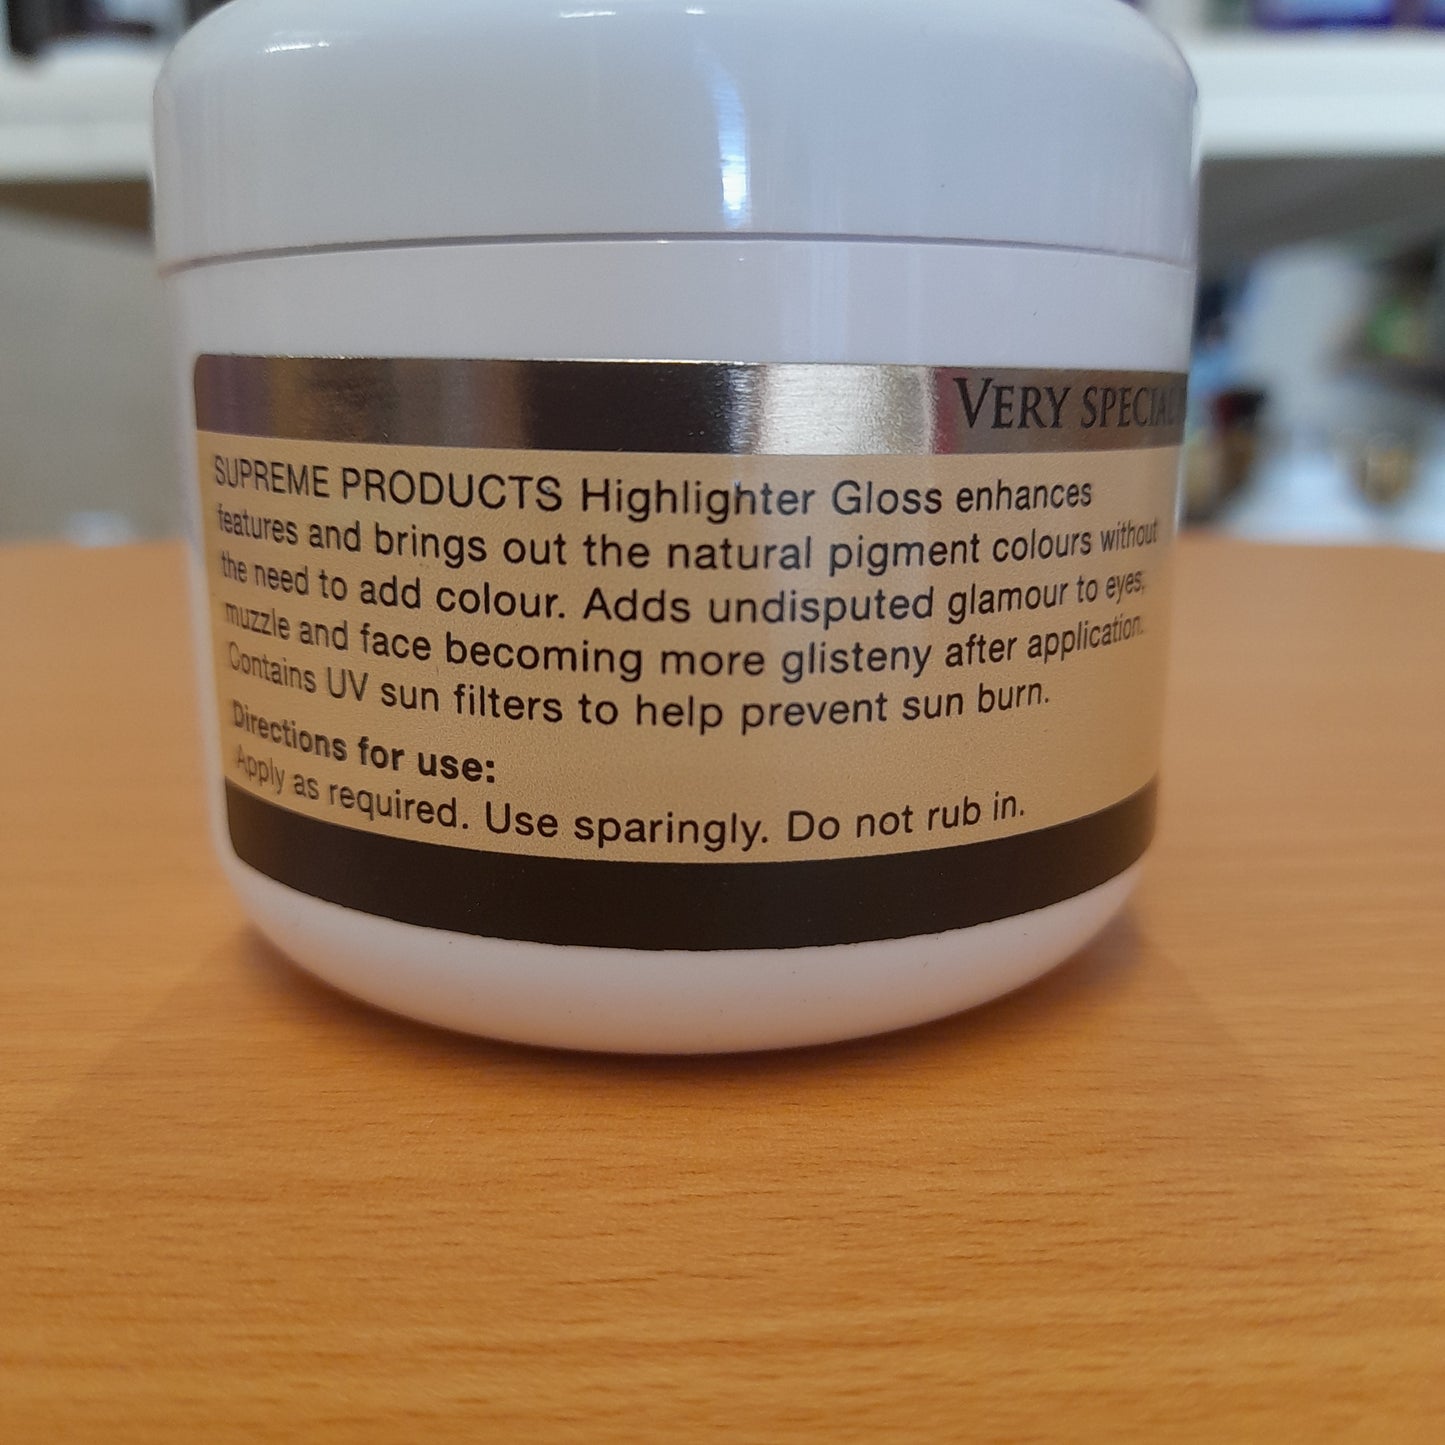 VERY SPECIAL
SUPREME PRODUCTS Highlighter Gloss enhances
features and brings out the natural pigment colours without
the need to add colour. Adds undisputed glamour to eyes,
muzzle and face becoming more glisteny after application.
Contains UV sun filters to help prevent sun burn.
Directions for use:
Apply as required. Use sparingly. Do not rub in.